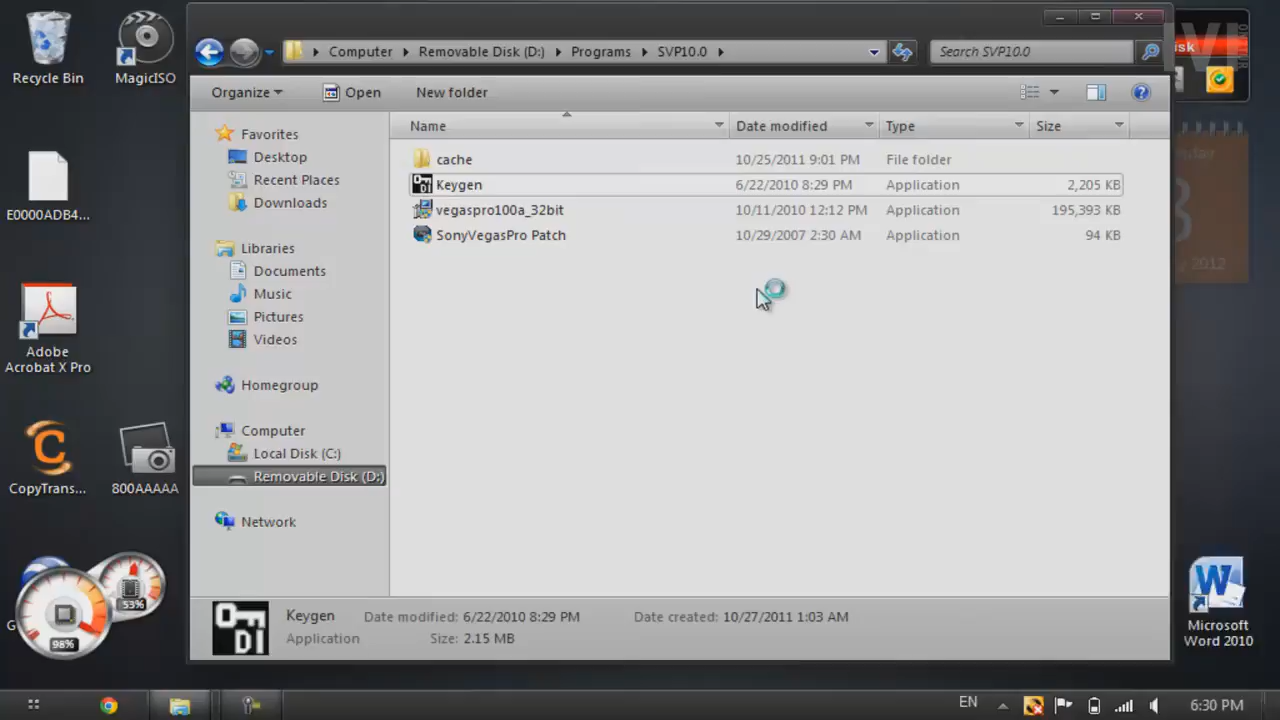 Recycle Bin
MagicISO
E0000ADB4...
Adobe
Acrobat X Pro
CopyTrans...
800AAAAA
53%
98%
G
Computer
Removable Disk (D:)
Programs
SVP10.0
Search SVP10.0
Organize
Open
New folder
Favorites
Desktop
Recent Places
Downloads
Libraries
Documents
Music
Pictures
Videos
Homegroup
Computer
Local Disk (C:)
Removable Disk (D:)
Network
Name Date modified Type Size
cache 10/25/2011 9:01 PM File folder
Keygen 6/22/2010 8:29 PM Application 2,205 KB
vegaspro100a_32bit 10/11/2010 12:12 PM Application 195,393 KB
SonyVegasPro Patch 10/29/2007 2:30 AM Application 94 KB
Keygen Date modified: 6/22/2010 8:29 PM Date created: 10/27/2011 1:03 AM
Application Size: 2.15 MB
isk
2012
Microsoft
Word 2010
EN
6:30 PM